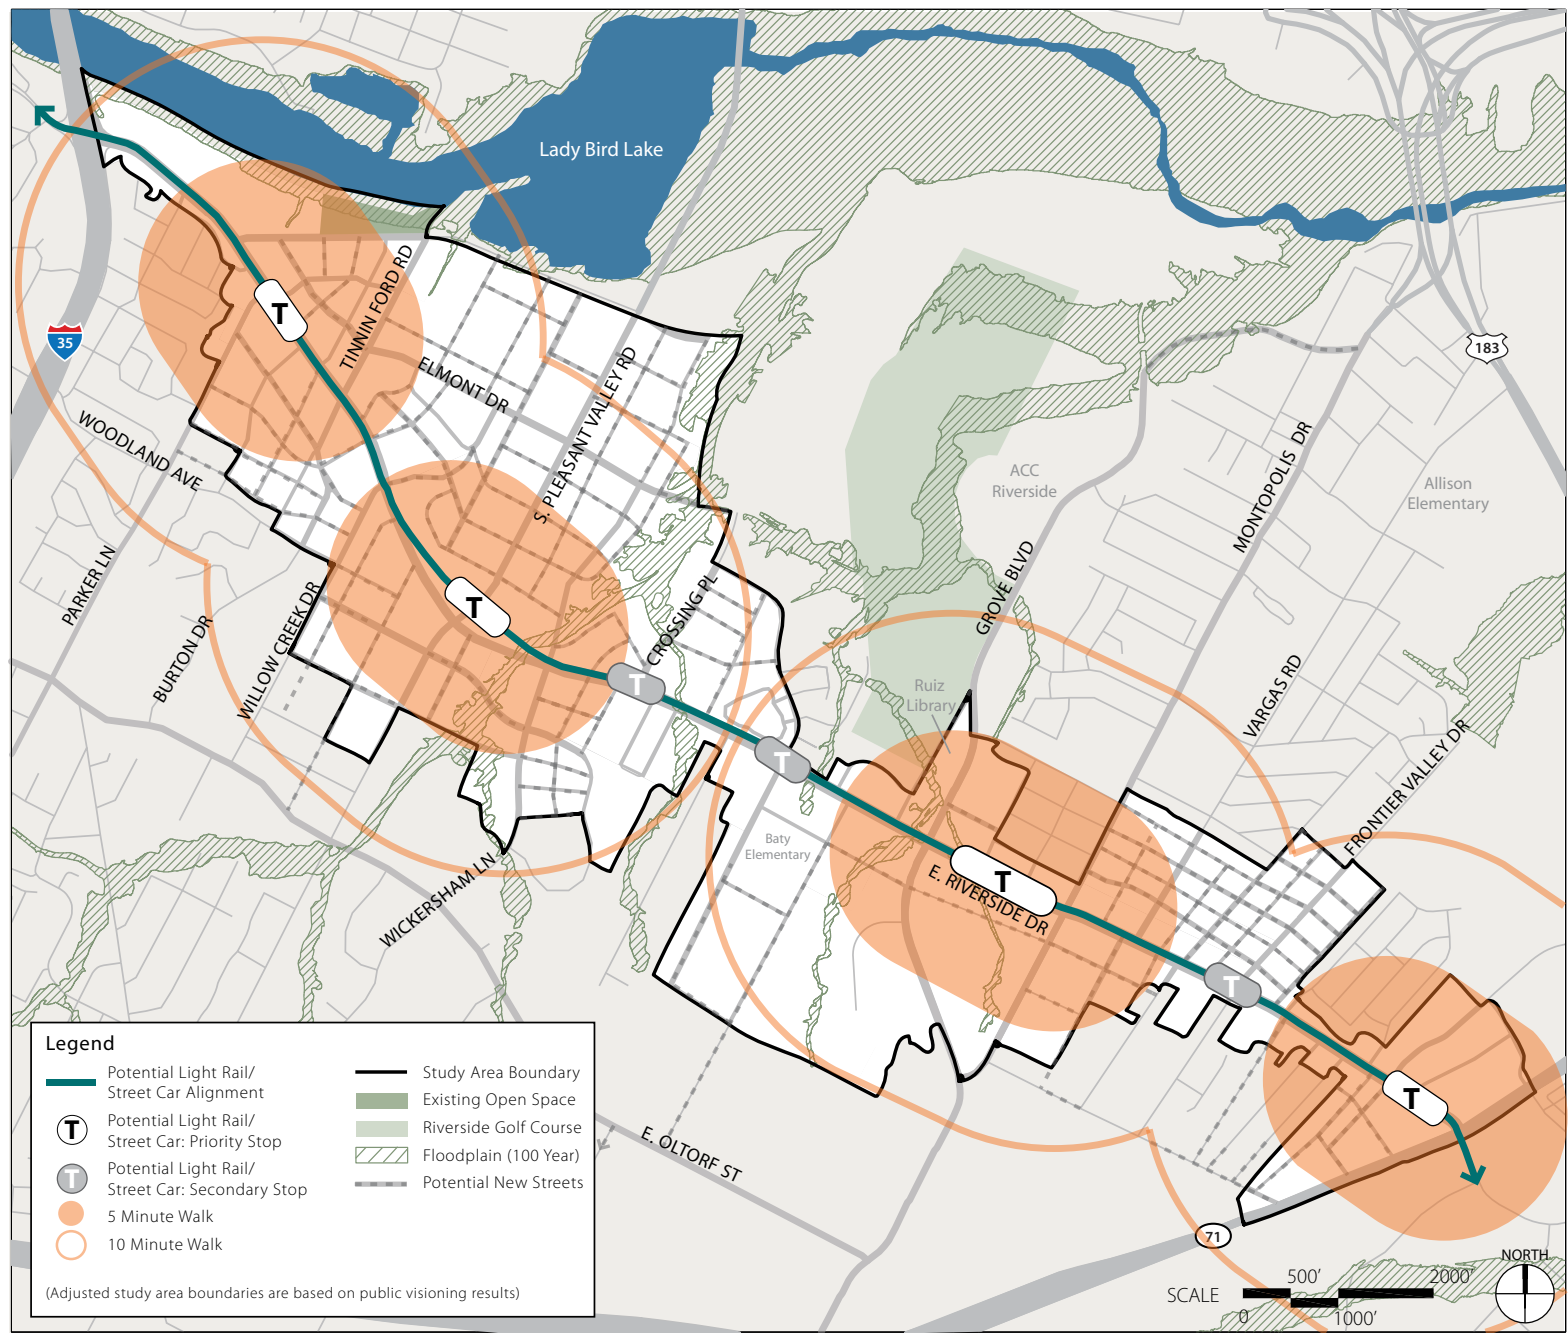 Lady Bird Lake
35
183
TINNIN FORD RD
ELMONT DR
S. PLEASANT VALLEY RD
WOODLAND AVE
PARKER LN
BURTON DR
WILLOW CREEK DR
CROSSING PL
WICKERSHAM LN
GROVE BLVD
MONTOPOLIS DR
VARGAS RD
FRONTIER VALLEY DR
ACC
Riverside
Allison
Elementary
Ruiz
Library
Baty
Elementary
E. RIVERSIDE DR
E. OLTORF ST
71
T
T
T
T
T
T
T
Legend
Potential Light Rail/
Street Car Alignment
T
Potential Light Rail/
Street Car: Priority Stop
T
Potential Light Rail/
Street Car: Secondary Stop
5 Minute Walk
10 Minute Walk
Study Area Boundary
Existing Open Space
Riverside Golf Course
Floodplain (100 Year)
Potential New Streets
(Adjusted study area boundaries are based on public visioning results)
SCALE
0
500’
1000’
2000’
NORTH